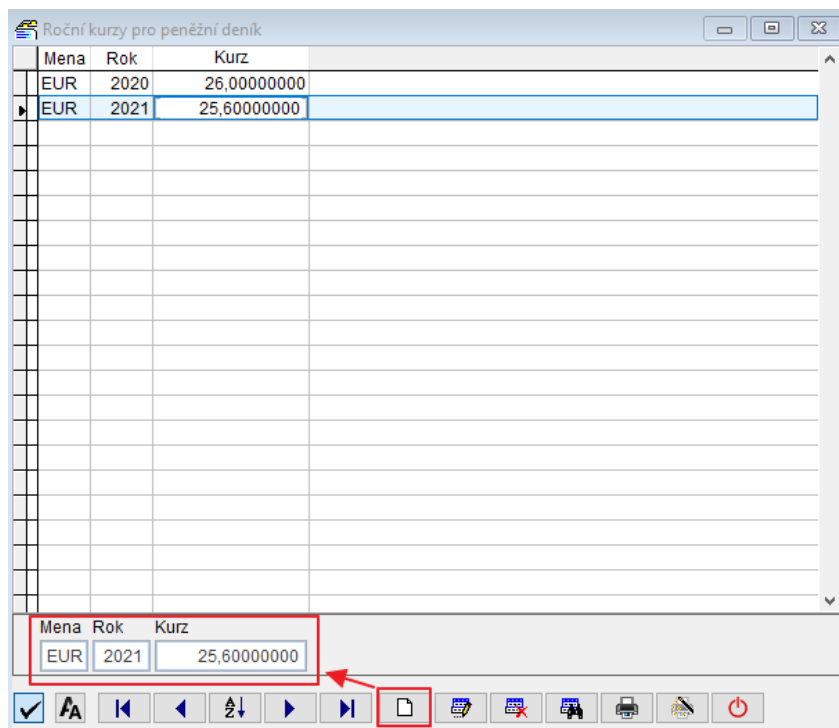 Roční kurzy pro peněžní deník
Mena Rok Kurz
EUR 2020 26,00000000
EUR 2021 25,60000000
Mena Rok Kurz
EUR 2021 25,60000000